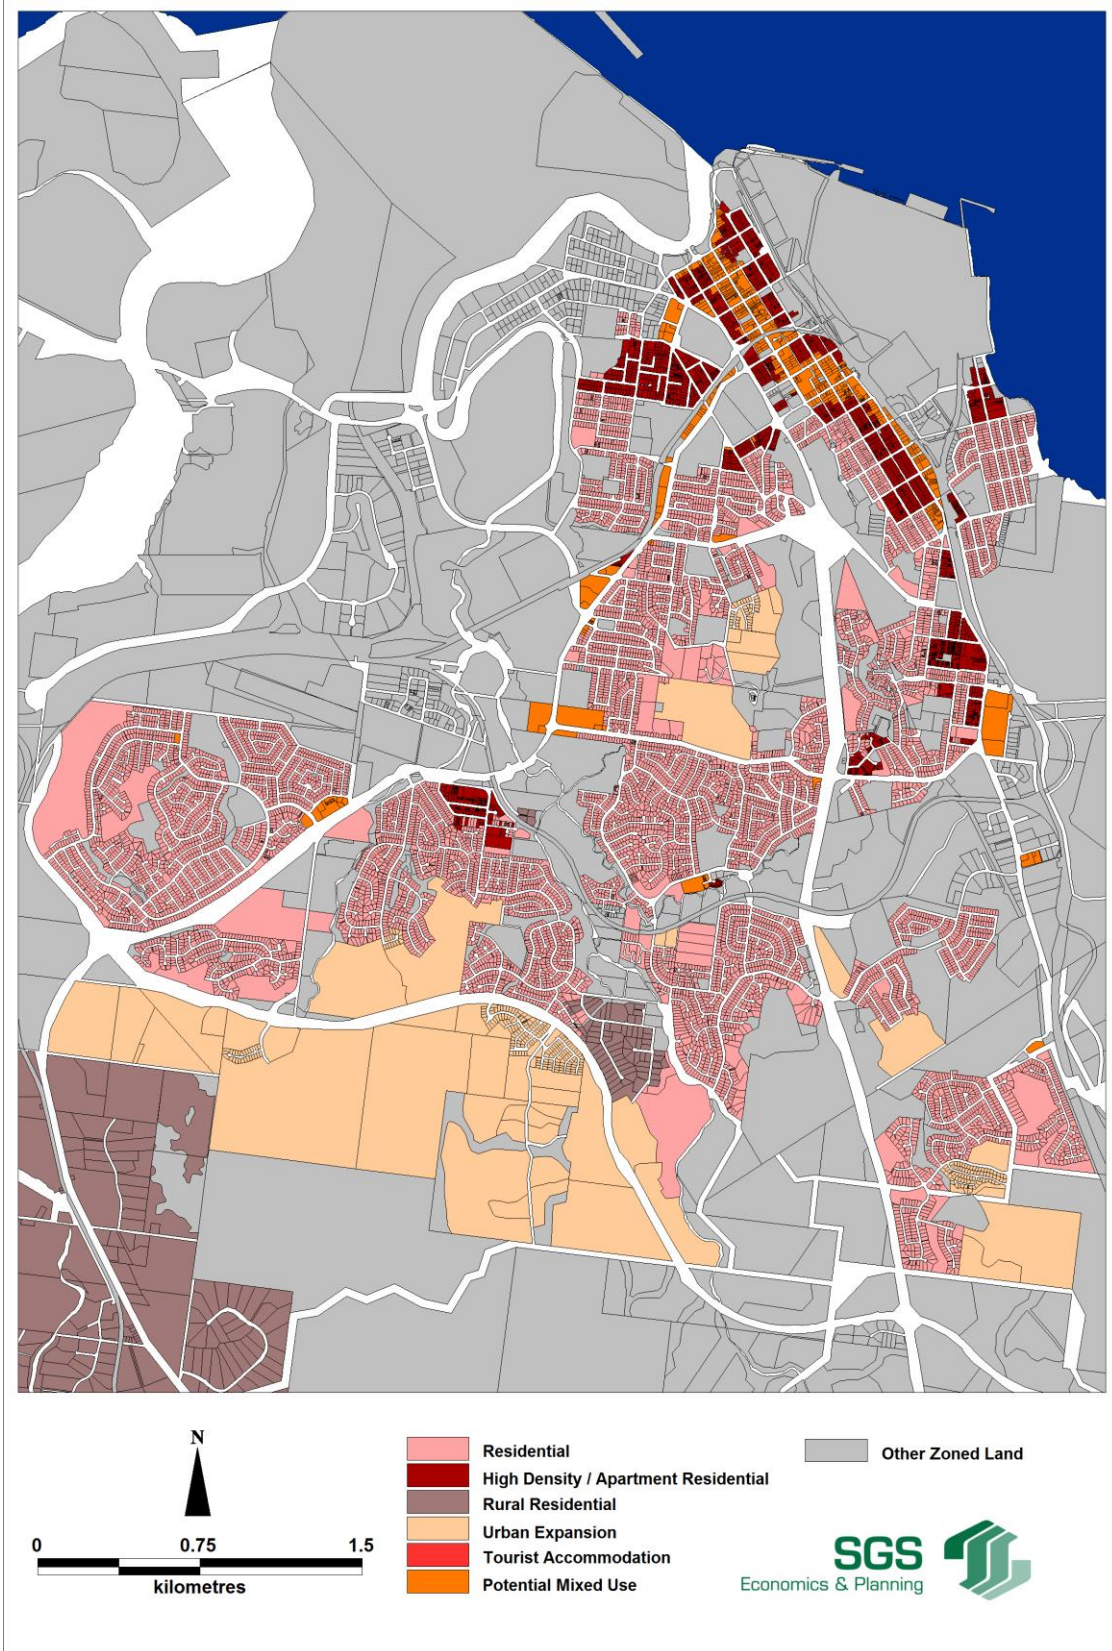 N
0 0.75 1.5
kilometres
Residential
High Density / Apartment Residential
Rural Residential
Urban Expansion
Tourist Accommodation
Potential Mixed Use
Other Zoned Land
SGS
Economics & Planning